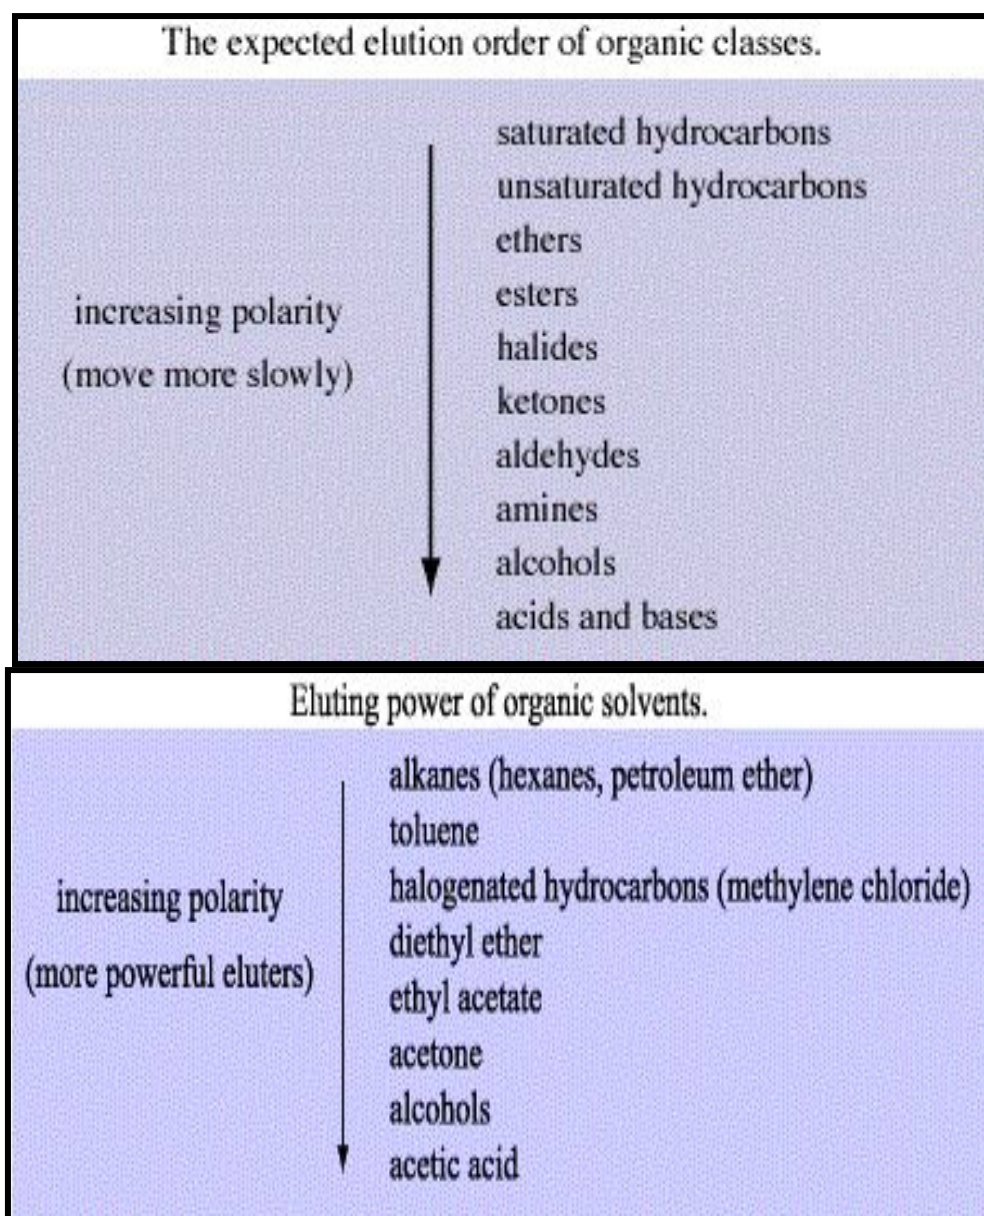 The expected elution order of organic classes.
increasing polarity
(move more slowly)
saturated hydrocarbons
unsaturated hydrocarbons
ethers
esters
halides
ketones
aldehydes
amines
alcohols
acids and bases
Eluting power of organic solvents.
increasing polarity
(more powerful eluters)
alkanes (hexanes, petroleum ether)
toluene
halogenated hydrocarbons (methylene chloride)
diethyl ether
ethyl acetate
acetone
alcohols
acetic acid